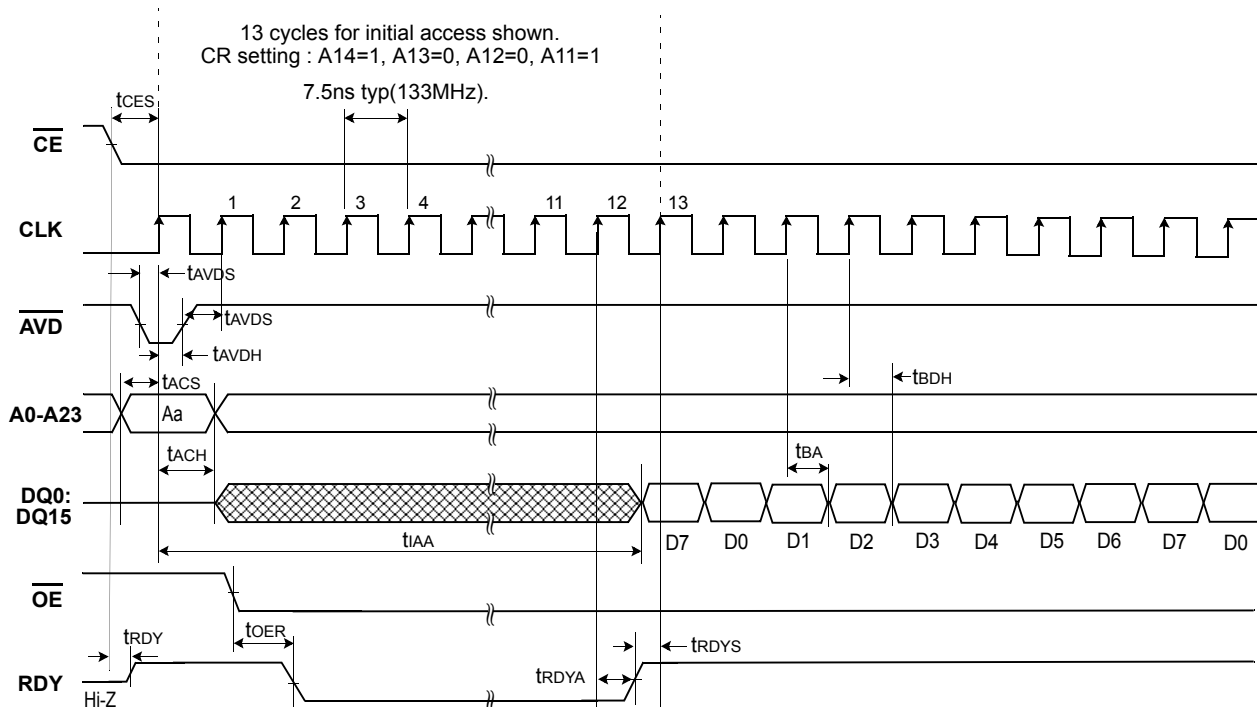 13 cycles for initial access shown.
CR setting : A14=1, A13=0, A12=0, A11=1
7.5ns typ(133MHz).
tCES
CE
1 2 3 4 11 12 13
CLK
tAVDS
AVD
tAVDS
tAVDH
tBDH
tACS
A0-A23
Aa
tACH
tBA
DQ0:
DQ15
tIAA
D7 D0 D1 D2 D3 D4 D5 D6 D7 D0
OE
tOER
tRDY
tRDYS
tRDYA
RDY
Hi-Z